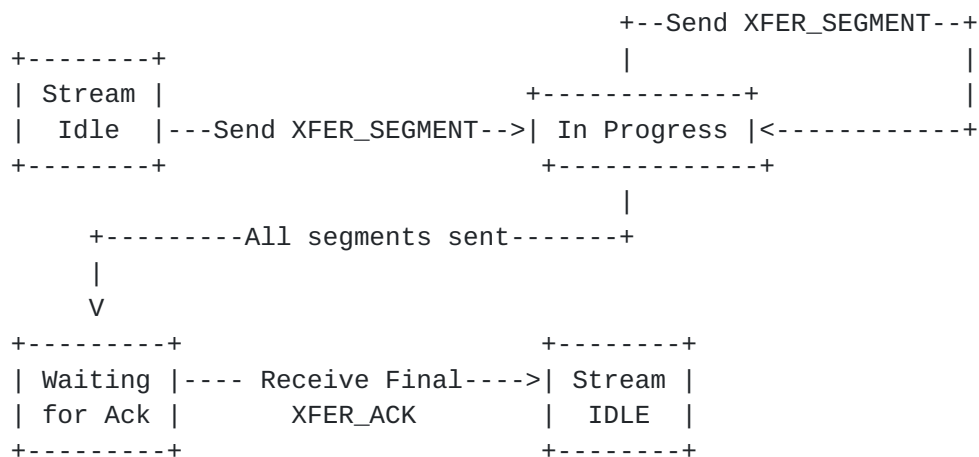 +--Send XFER_SEGMENT--+
+--------+                              |                     |
| Stream |                        +-------------+             |
|  Idle  |---Send XFER_SEGMENT-->| In Progress |<------------+
+--------+                         +-------------+
|
+---------All segments sent-------+
|
V
+---------+                        +--------+
| Waiting |---- Receive Final---->| Stream |
| for Ack |       XFER_ACK         |  IDLE  |
+---------+                        +--------+